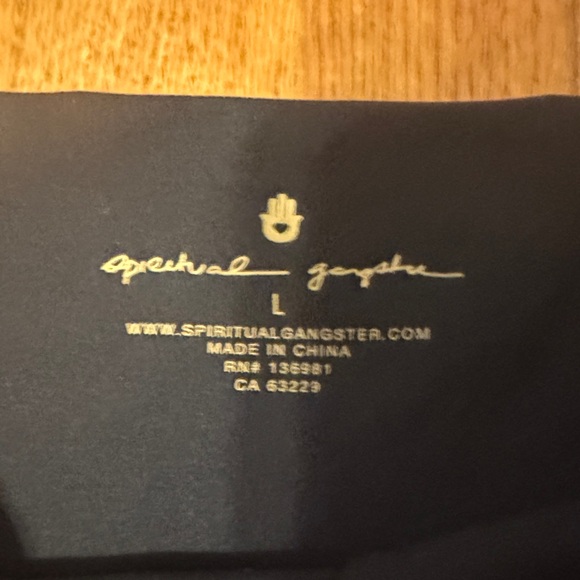 spiritual gangster
L
WWW.SPIRITUALGANGSTER.COM
MADE IN CHINA
RN# 136981
CA 63229